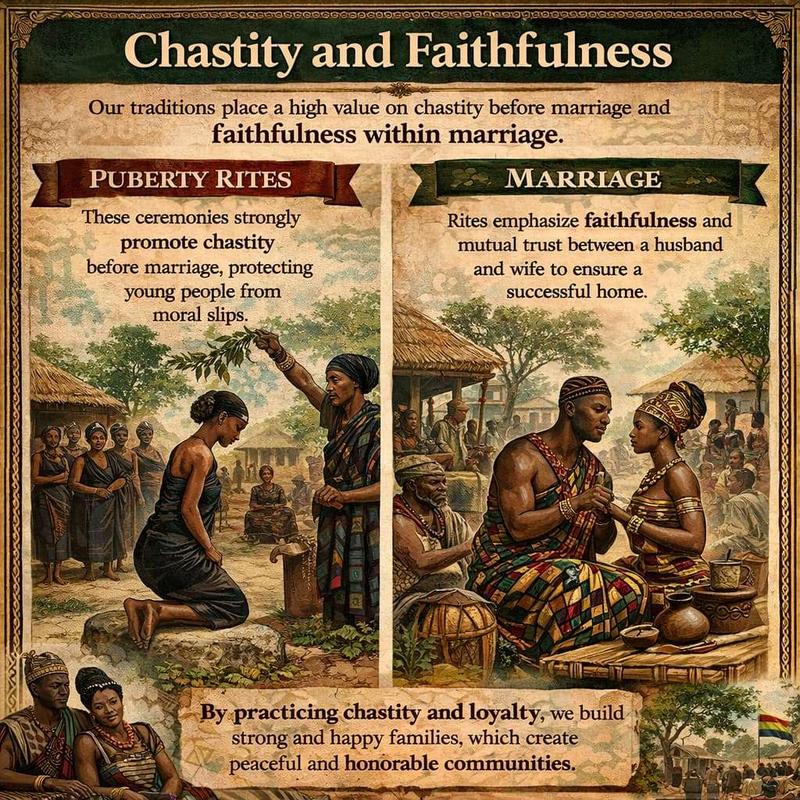 Chastity and Faithfulness
Our traditions place a high value on chastity before marriage and
faithfulness within marriage.
PUBERTY RITES
These ceremonies strongly
promote chastity
before marriage, protecting
young people from
moral slips.
MARRIAGE
Rites emphasize faithfulness and
mutual trust between a husband
and wife to ensure a
successful home.
By practicing chastity and loyalty, we build
strong and happy families, which create
peaceful and honorable communities.